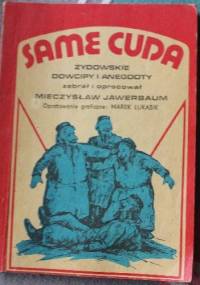 SAME CUDA
ŻYDOWSKIE
DOWCIPY I ANEGDOTY
zebrał i opracował
MIECZYSŁAW JAWERBAUM
Opracowanie graficzne: MAREK ŁUKASIK